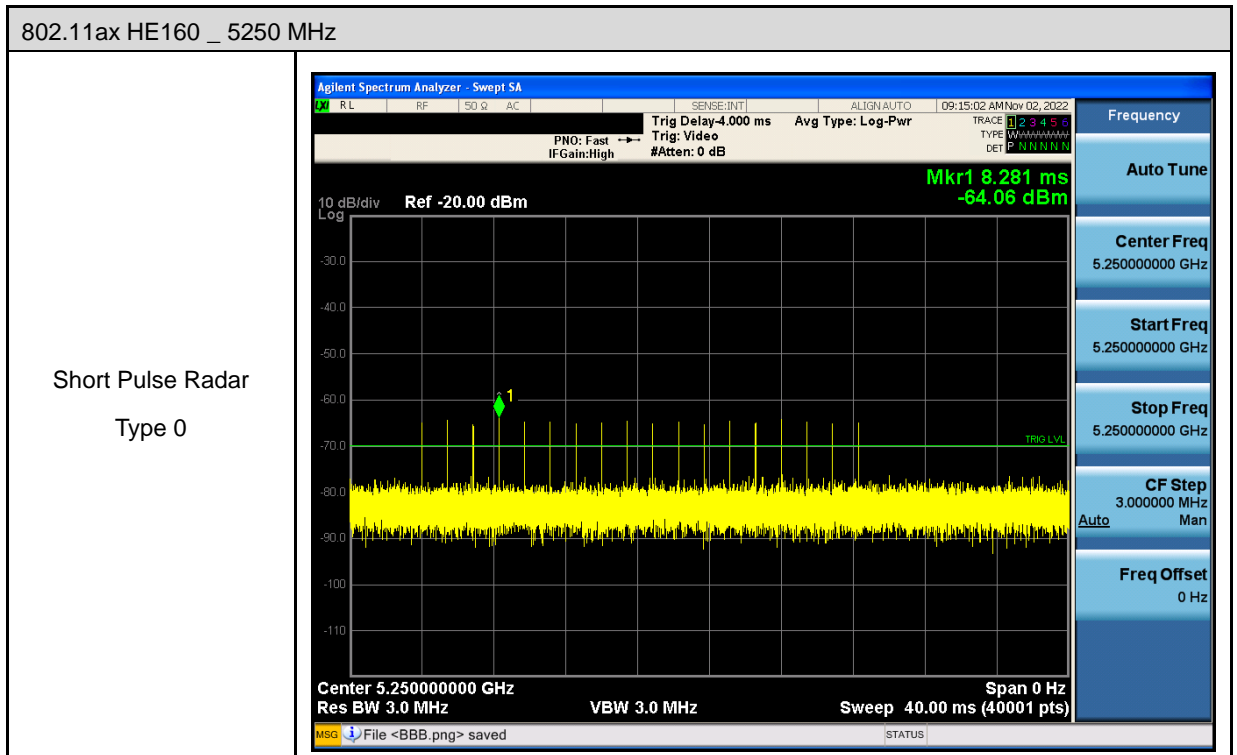 802.11ax HE160 _ 5250 MHz
Short Pulse Radar
Type 0
Agilent Spectrum Analyzer - Swept SA
LXI RL RF 50 Ω AC SENSE:INT ALIGN AUTO 09:15:02 AM Nov 02, 2022
PNO: Fast
IFGain:High
Trig Delay-4.000 ms
Trig: Video
#Atten: 0 dB
Avg Type: Log-Pwr
TRACE 1 2 3 4 5 6
TYPE WWWWWW
DET P N N N N N
Mkr1 8.281 ms
-64.06 dBm
10 dB/div Ref -20.00 dBm
Log
-30.0
-40.0
-50.0
-60.0
-70.0
-80.0
-90.0
-100
-110
1
TRIG LVL
Center 5.250000000 GHz Span 0 Hz
Res BW 3.0 MHz VBW 3.0 MHz Sweep 40.00 ms (40001 pts)
MSG File <BBB.png> saved STATUS
Frequency
Auto Tune
Center Freq
5.250000000 GHz
Start Freq
5.250000000 GHz
Stop Freq
5.250000000 GHz
CF Step
3.000000 MHz
Auto Man
Freq Offset
0 Hz